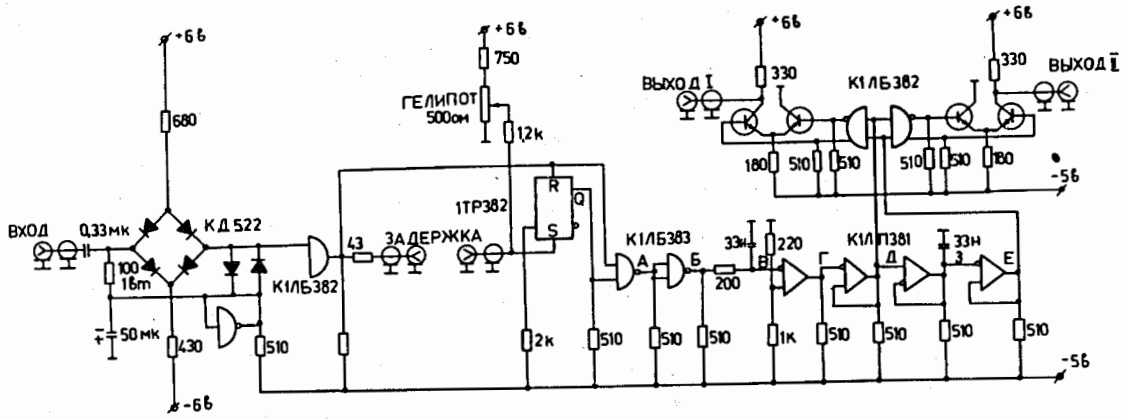 +6в
+6в
+6в
+6в
750
330
330
ВЫХОД I
К1ЛБ382
ВЫХОД II
ГЕЛИПОТ
500ом
680
1,2к
180
510
510
510
510
180
-5в
1ТР382
R
Q
S
ВХОД
0,33мк
КД522
43
ЗАДЕРЖКА
К1ЛБ383
33н
220
К1ЛП381
33н
100
1вт
К1ЛБ382
А
Б
В
Г
Д
З
Е
200
50мк
+
430
510
2к
510
510
510
1к
510
510
510
510
-5в
-6в